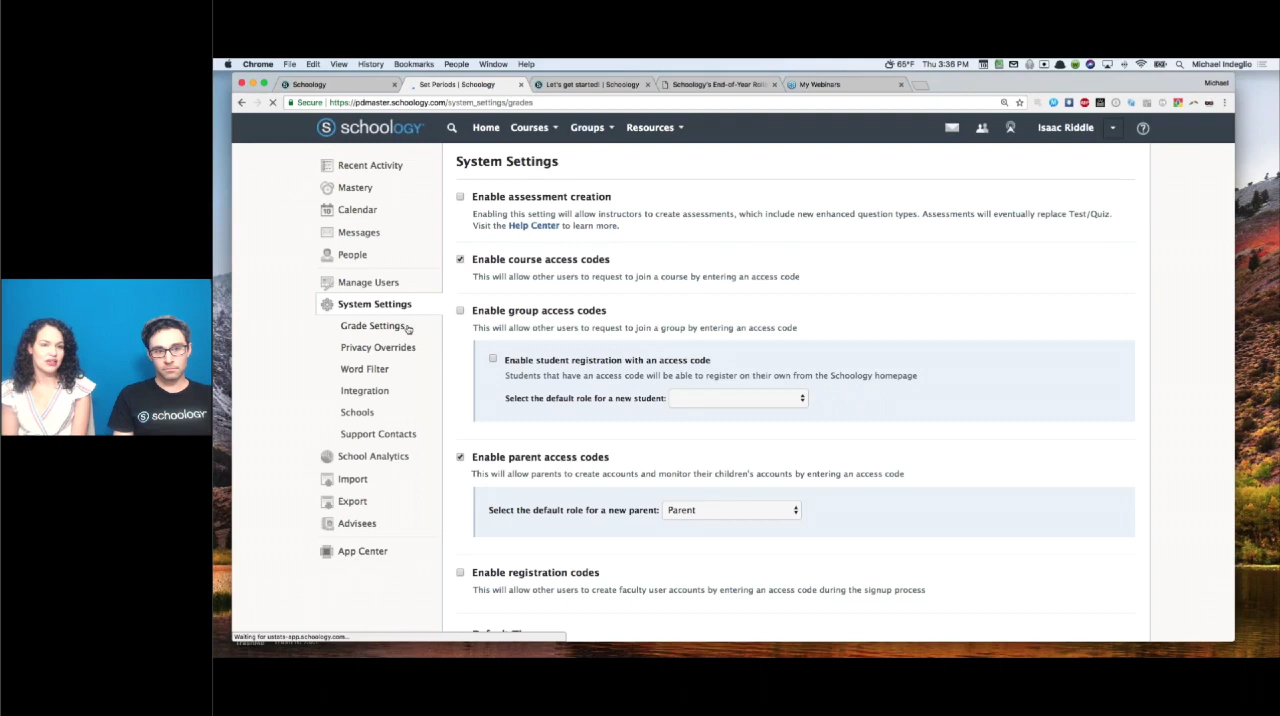 Chrome File Edit View History Bookmarks People Window Help
65°F Thu 3:36 PM Michael Indeglio
Schoology
Set Periods | Schoology
Let's get started! | Schoology
Schoology's End-of-Year Roll
My Webinars
Michael
Secure https://pdmaster.schoology.com/system_settings/grades
S schoology
Home Courses Groups Resources
Isaac Riddle
Recent Activity
Mastery
Calendar
Messages
People
Manage Users
System Settings
Grade Settings
Privacy Overrides
Word Filter
Integration
Schools
Support Contacts
School Analytics
Import
Export
Advisees
App Center
System Settings
Enable assessment creation
Enabling this setting will allow instructors to create assessments, which include new enhanced question types. Assessments will eventually replace Test/Quiz.
Visit the Help Center to learn more.
Enable course access codes
This will allow other users to request to join a course by entering an access code
Enable group access codes
This will allow other users to request to join a group by entering an access code
Enable student registration with an access code
Students that have an access code will be able to register on their own from the Schoology homepage
Select the default role for a new student:
Enable parent access codes
This will allow parents to create accounts and monitor their children's accounts by entering an access code
Select the default role for a new parent: Parent
Enable registration codes
This will allow other users to create faculty user accounts by entering an access code during the signup process
Waiting for ustats-app.schoology.com...
S schoology